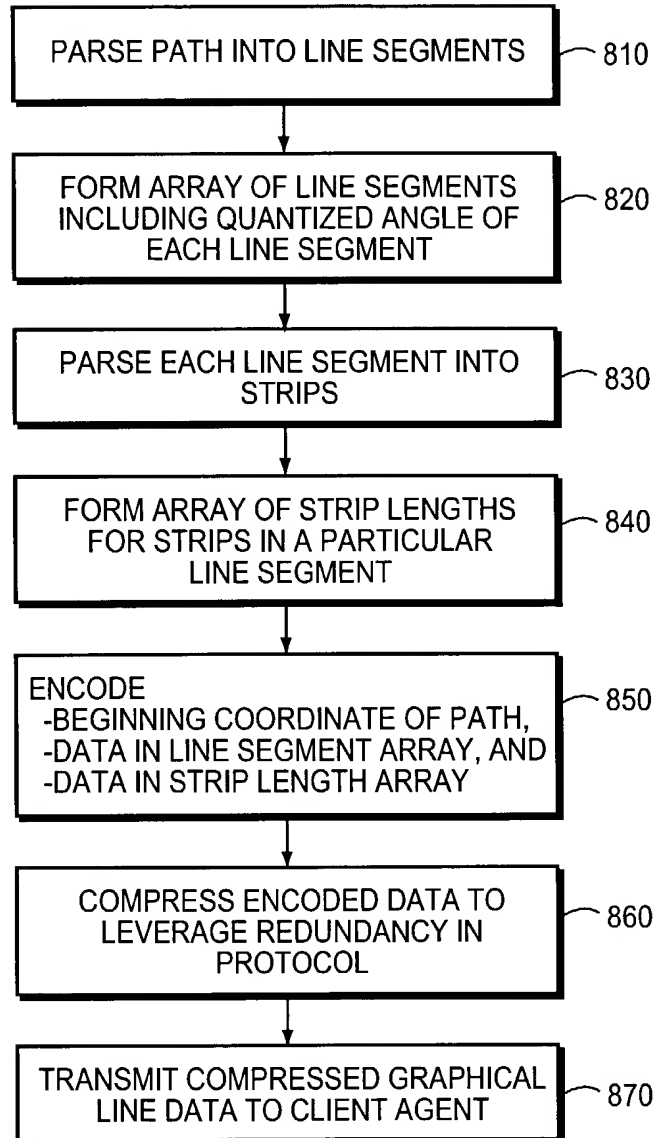 PARSE PATH INTO LINE SEGMENTS
810
FORM ARRAY OF LINE SEGMENTS
INCLUDING QUANTIZED ANGLE OF
EACH LINE SEGMENT
820
PARSE EACH LINE SEGMENT INTO
STRIPS
830
FORM ARRAY OF STRIP LENGTHS
FOR STRIPS IN A PARTICULAR
LINE SEGMENT
840
ENCODE
-BEGINNING COORDINATE OF PATH,
-DATA IN LINE SEGMENT ARRAY, AND
-DATA IN STRIP LENGTH ARRAY
850
COMPRESS ENCODED DATA TO
LEVERAGE REDUNDANCY IN
PROTOCOL
860
TRANSMIT COMPRESSED GRAPHICAL
LINE DATA TO CLIENT AGENT
870